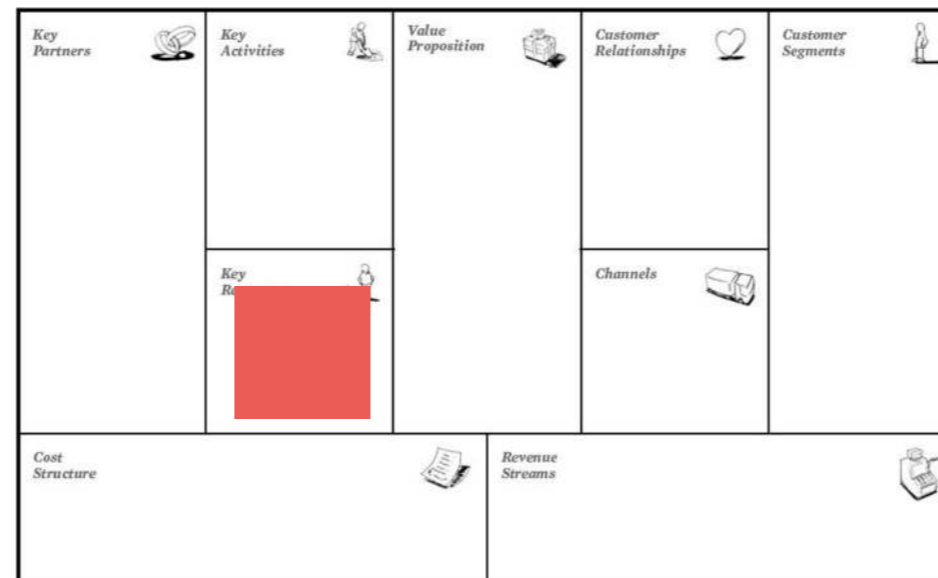 Key
Partners
Key
Activities
Value
Proposition
Customer
Relationships
Customer
Segments
Key
Channels
Cost
Structure
Revenue
Streams